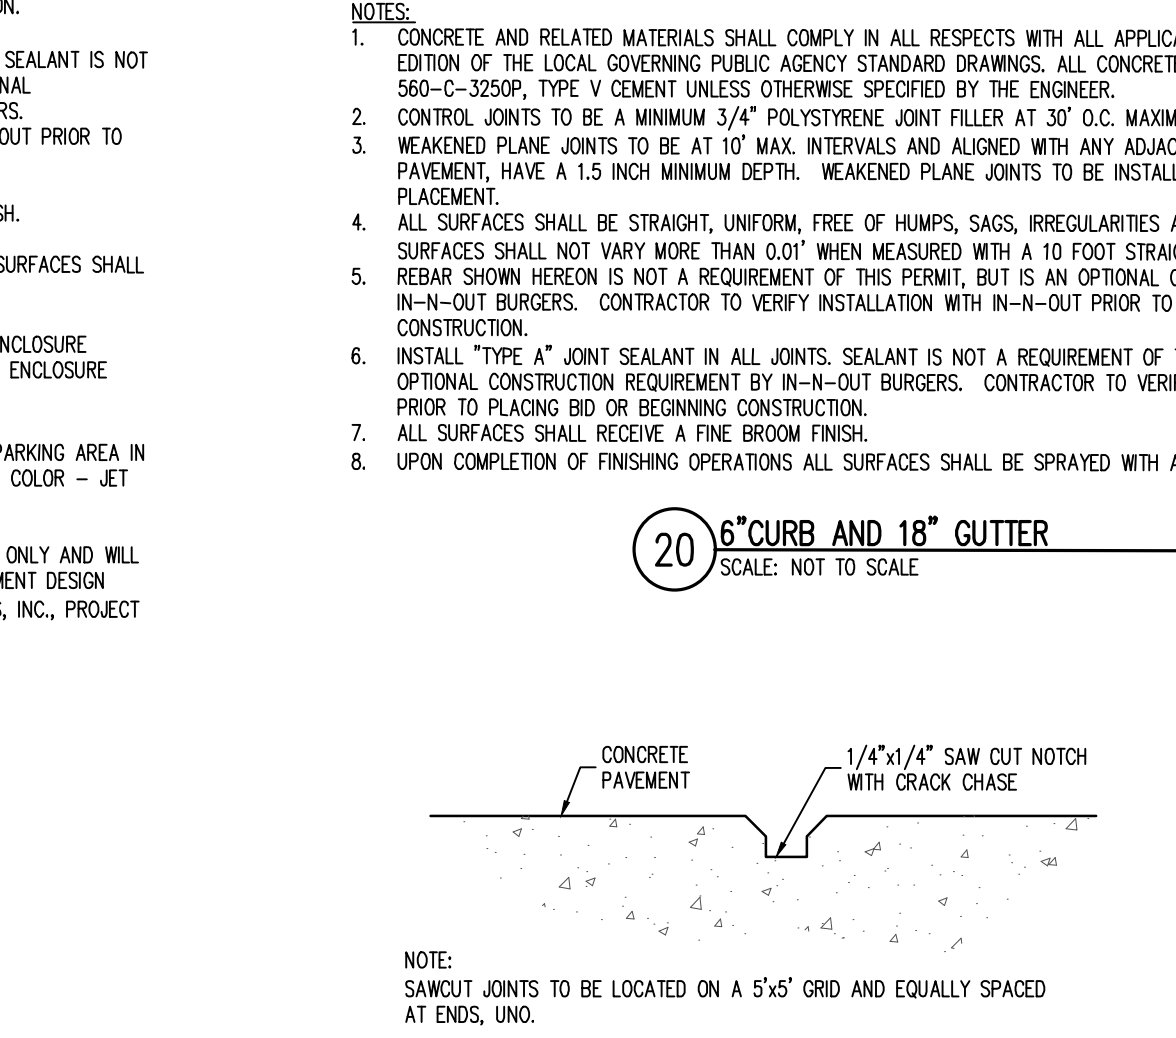 ON.
SEALANT IS NOT
NAL
RS.
OUT PRIOR TO
SH.
SURFACES SHALL
NCLOSURE
ENCLOSURE
PARKING AREA IN
COLOR – JET
ONLY AND WILL
MENT DESIGN
S, INC., PROJECT
NOTES:
1. CONCRETE AND RELATED MATERIALS SHALL COMPLY IN ALL RESPECTS WITH ALL APPLICA
EDITION OF THE LOCAL GOVERNING PUBLIC AGENCY STANDARD DRAWINGS. ALL CONCRETE
560–C–3250P, TYPE V CEMENT UNLESS OTHERWISE SPECIFIED BY THE ENGINEER.
2. CONTROL JOINTS TO BE A MINIMUM 3/4" POLYSTYRENE JOINT FILLER AT 30' O.C. MAXIM
3. WEAKENED PLANE JOINTS TO BE AT 10' MAX. INTERVALS AND ALIGNED WITH ANY ADJAC
PAVEMENT, HAVE A 1.5 INCH MINIMUM DEPTH. WEAKENED PLANE JOINTS TO BE INSTALL
PLACEMENT.
4. ALL SURFACES SHALL BE STRAIGHT, UNIFORM, FREE OF HUMPS, SAGS, IRREGULARITIES A
SURFACES SHALL NOT VARY MORE THAN 0.01' WHEN MEASURED WITH A 10 FOOT STRAIG
5. REBAR SHOWN HEREON IS NOT A REQUIREMENT OF THIS PERMIT, BUT IS AN OPTIONAL C
IN–N–OUT BURGERS. CONTRACTOR TO VERIFY INSTALLATION WITH IN–N–OUT PRIOR TO
CONSTRUCTION.
6. INSTALL "TYPE A" JOINT SEALANT IN ALL JOINTS. SEALANT IS NOT A REQUIREMENT OF T
OPTIONAL CONSTRUCTION REQUIREMENT BY IN–N–OUT BURGERS. CONTRACTOR TO VERIF
PRIOR TO PLACING BID OR BEGINNING CONSTRUCTION.
7. ALL SURFACES SHALL RECEIVE A FINE BROOM FINISH.
8. UPON COMPLETION OF FINISHING OPERATIONS ALL SURFACES SHALL BE SPRAYED WITH A
20 6"CURB AND 18" GUTTER
SCALE: NOT TO SCALE
CONCRETE
PAVEMENT
1/4"x1/4" SAW CUT NOTCH
WITH CRACK CHASE
NOTE:
SAWCUT JOINTS TO BE LOCATED ON A 5'x5' GRID AND EQUALLY SPACED
AT ENDS, UNO.